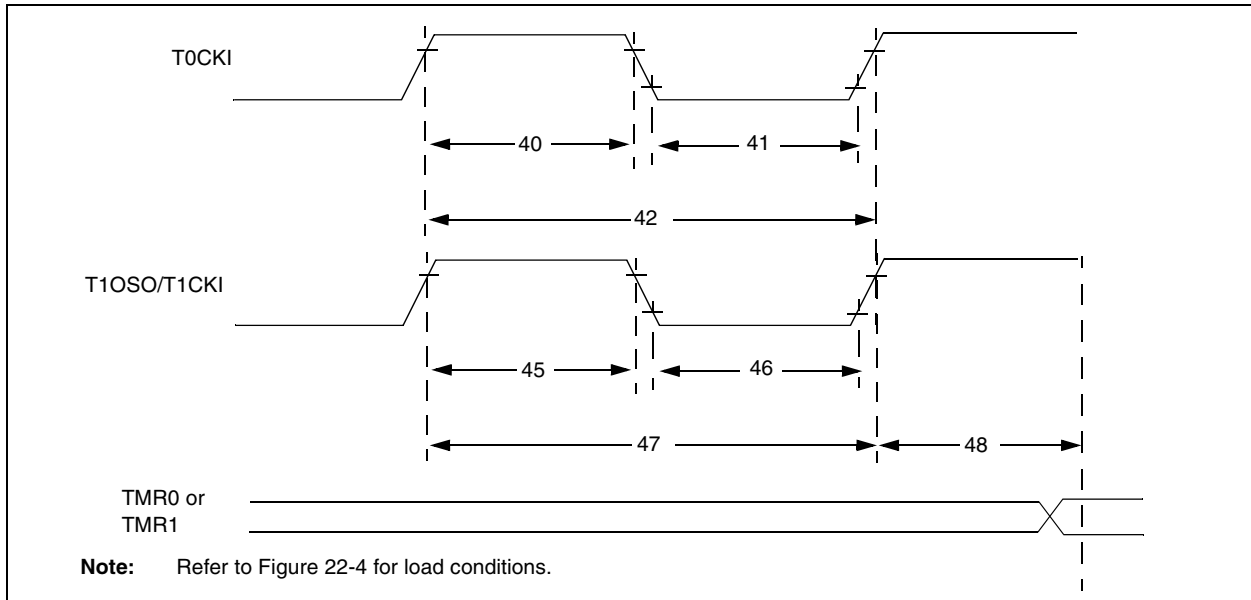 T0CKI
40
41
42
T1OSO/T1CKI
45
46
47
48
TMR0 or
TMR1
Note: Refer to Figure 22-4 for load conditions.